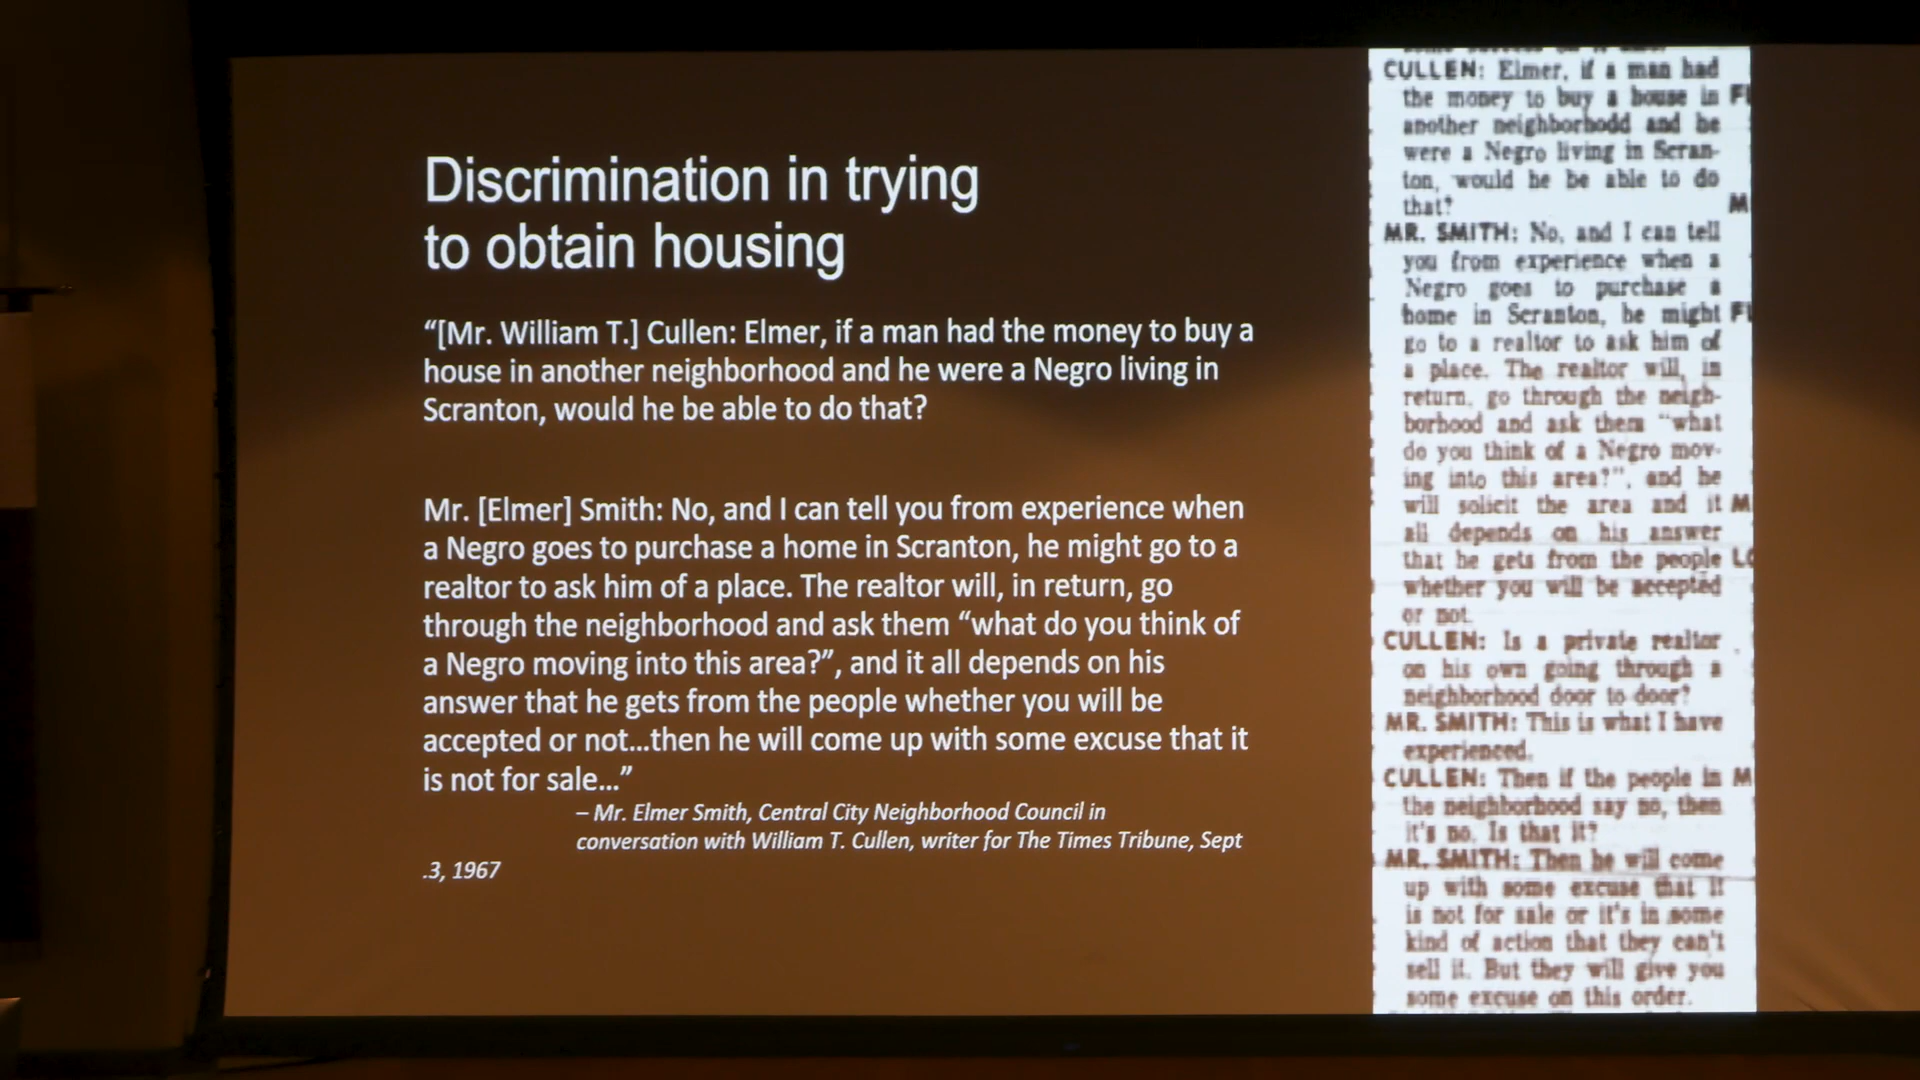 Discrimination in trying
to obtain housing
“[Mr. William T.] Cullen: Elmer, if a man had the money to buy a
house in another neighborhood and he were a Negro living in
Scranton, would he be able to do that?
Mr. [Elmer] Smith: No, and I can tell you from experience when
a Negro goes to purchase a home in Scranton, he might go to a
realtor to ask him of a place. The realtor will, in return, go
through the neighborhood and ask them “what do you think of
a Negro moving into this area?”, and it all depends on his
answer that he gets from the people whether you will be
accepted or not...then he will come up with some excuse that it
is not for sale...”
– Mr. Elmer Smith, Central City Neighborhood Council in
conversation with William T. Cullen, writer for The Times Tribune, Sept
.3, 1967
CULLEN: Elmer, if a man had
the money to buy a house in
another neighborhodd and he
were a Negro living in Scran-
ton, would he be able to do
that?
MR. SMITH: No, and I can tell
you from experience when a
Negro goes to purchase a
home in Scranton, he might
go to a realtor to ask him of
a place. The realtor will, in
return, go through the neigh-
borhood and ask them "what
do you think of a Negro mov-
ing into this area?", and he
will solicit the area and it
all depends on his answer
that he gets from the people
whether you will be accepted
or not.
CULLEN: Is a private realtor
on his own going through a
neighborhood door to door?
MR. SMITH: This is what I have
experienced.
CULLEN: Then if the people in
the neighborhood say no, then
it's no. Is that it?
MR. SMITH: Then he will come
up with some excuse that it
is not for sale or it's in some
kind of action that they can't
sell it. But they will give you
some excuse on this order.